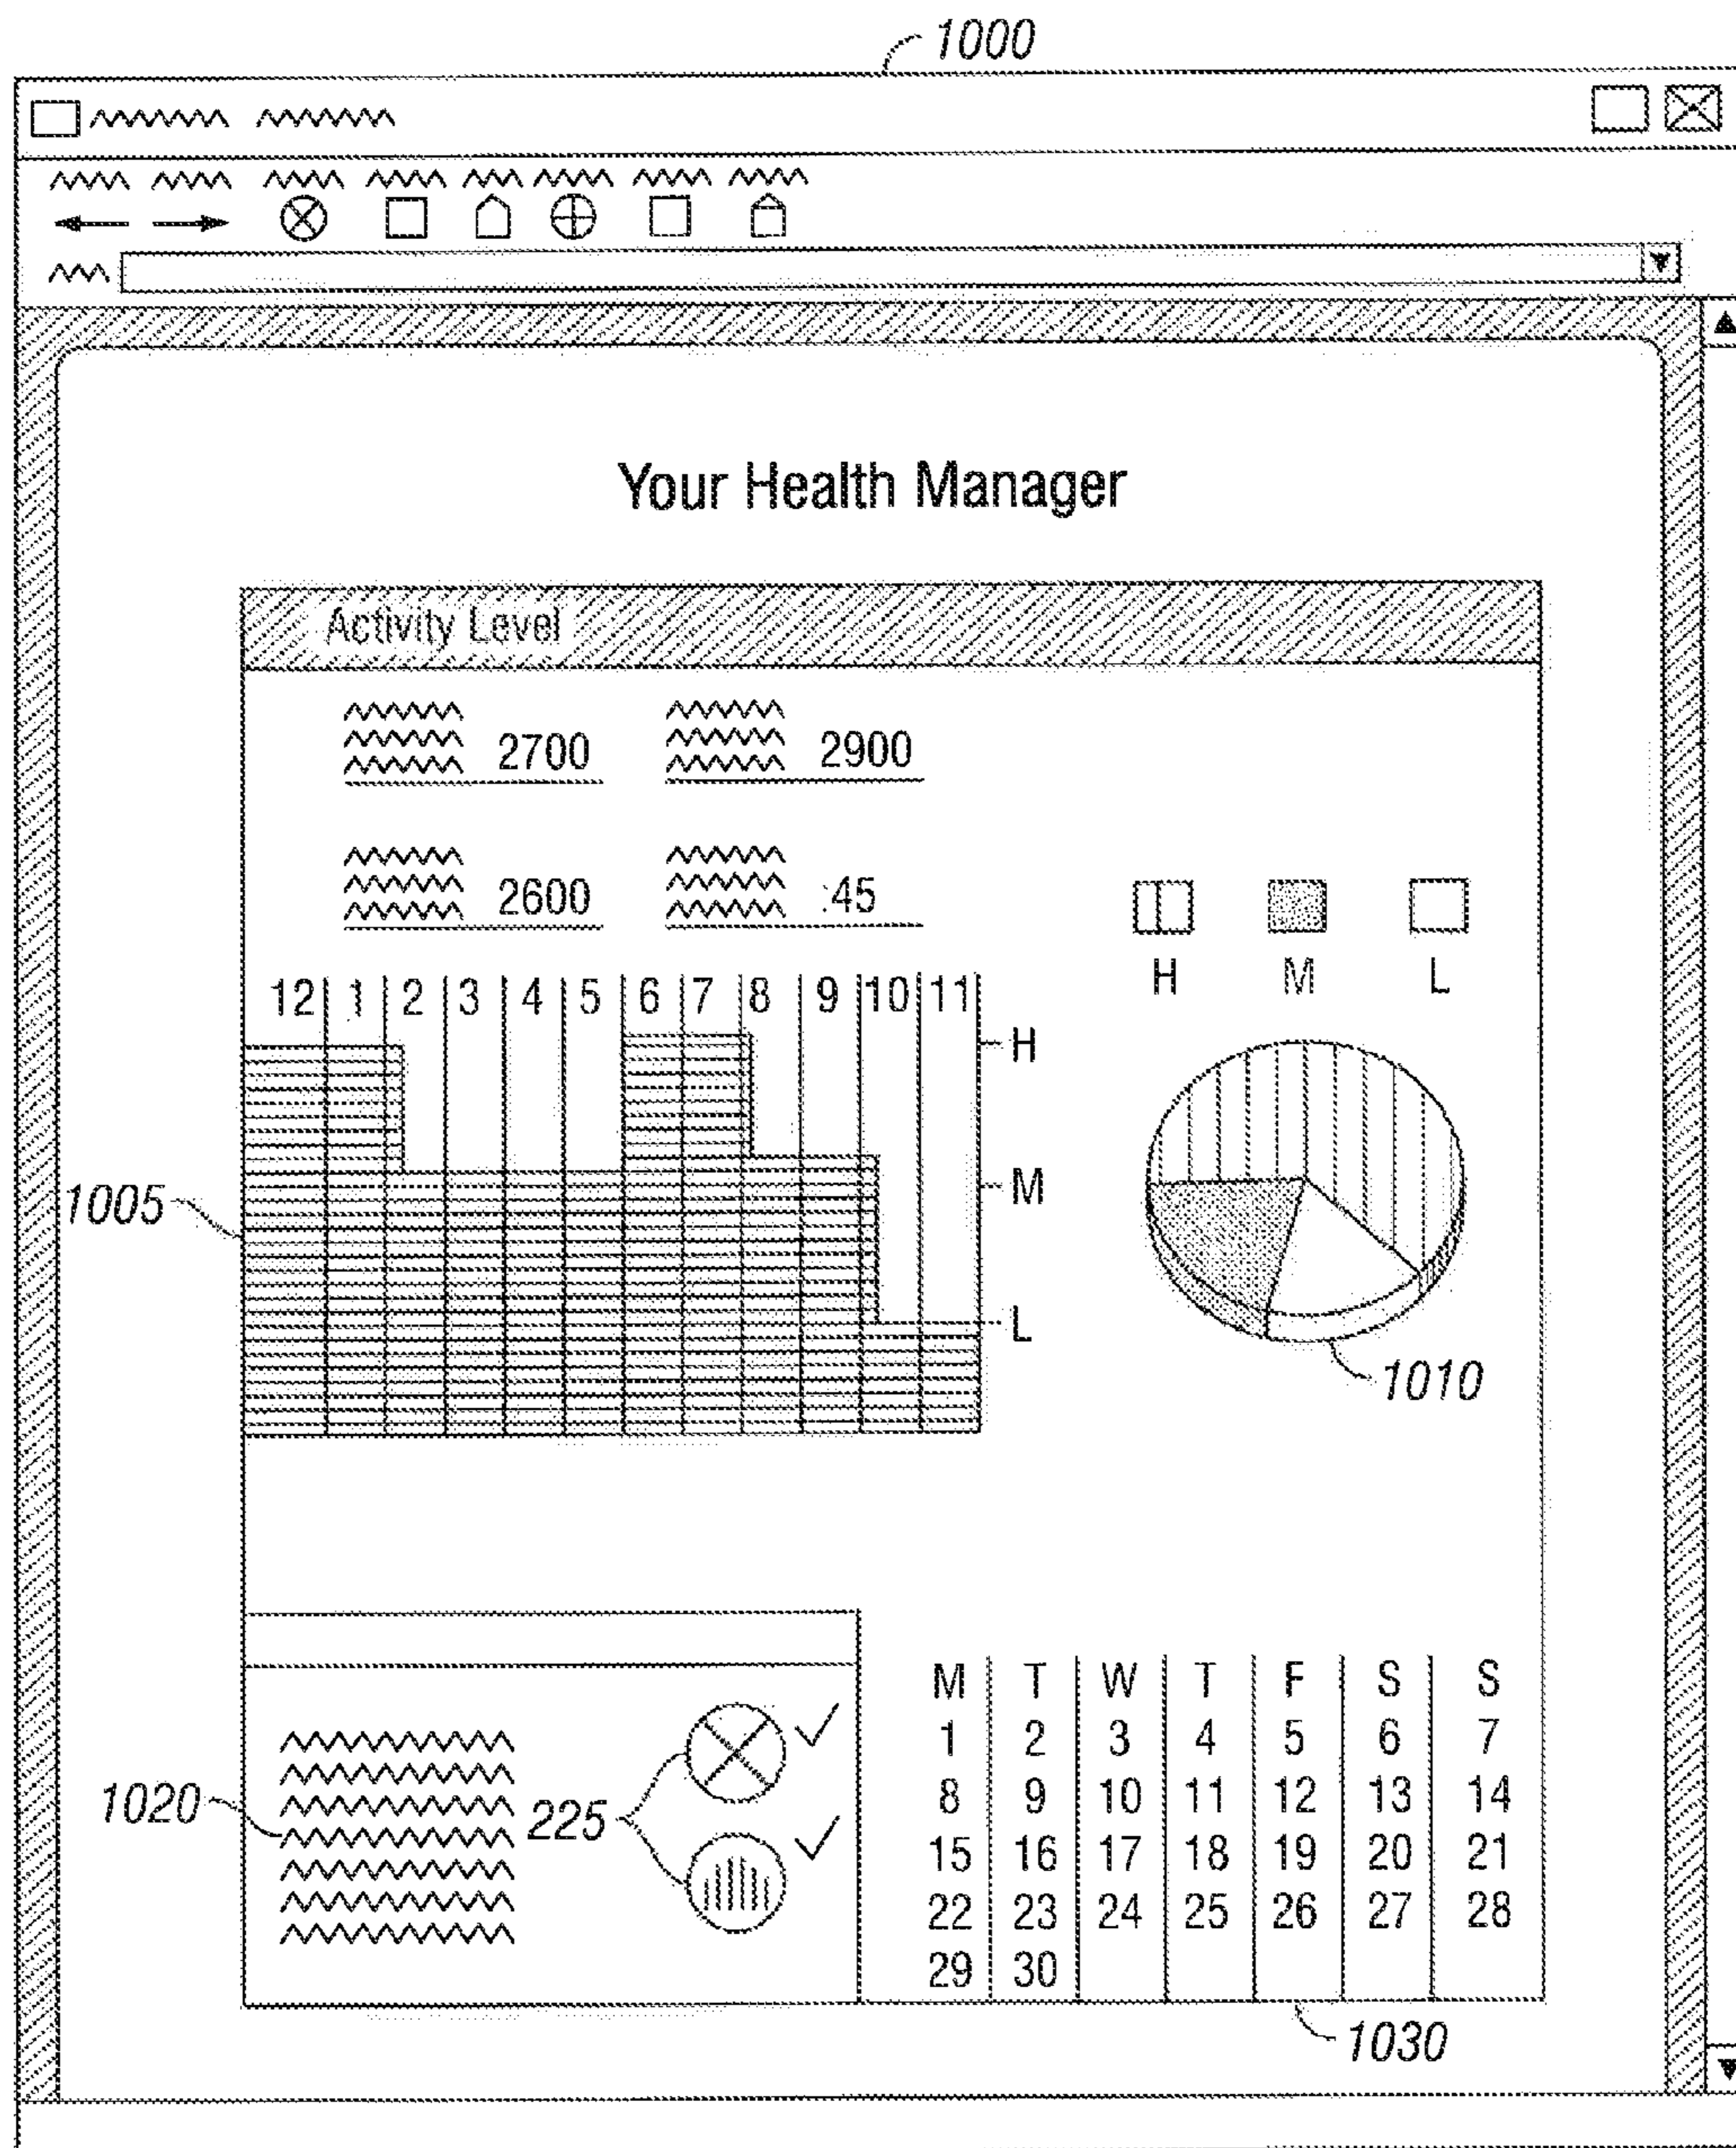 1000
Your Health Manager
Activity Level
2700 2900
2600 :45
H M L
12 1 2 3 4 5 6 7 8 9 10 11
H
M
1005
L
1010
M T W T F S S
1 2 3 4 5 6 7
8 9 10 11 12 13 14
1020 225
15 16 17 18 19 20 21
22 23 24 25 26 27 28
29 30
1030